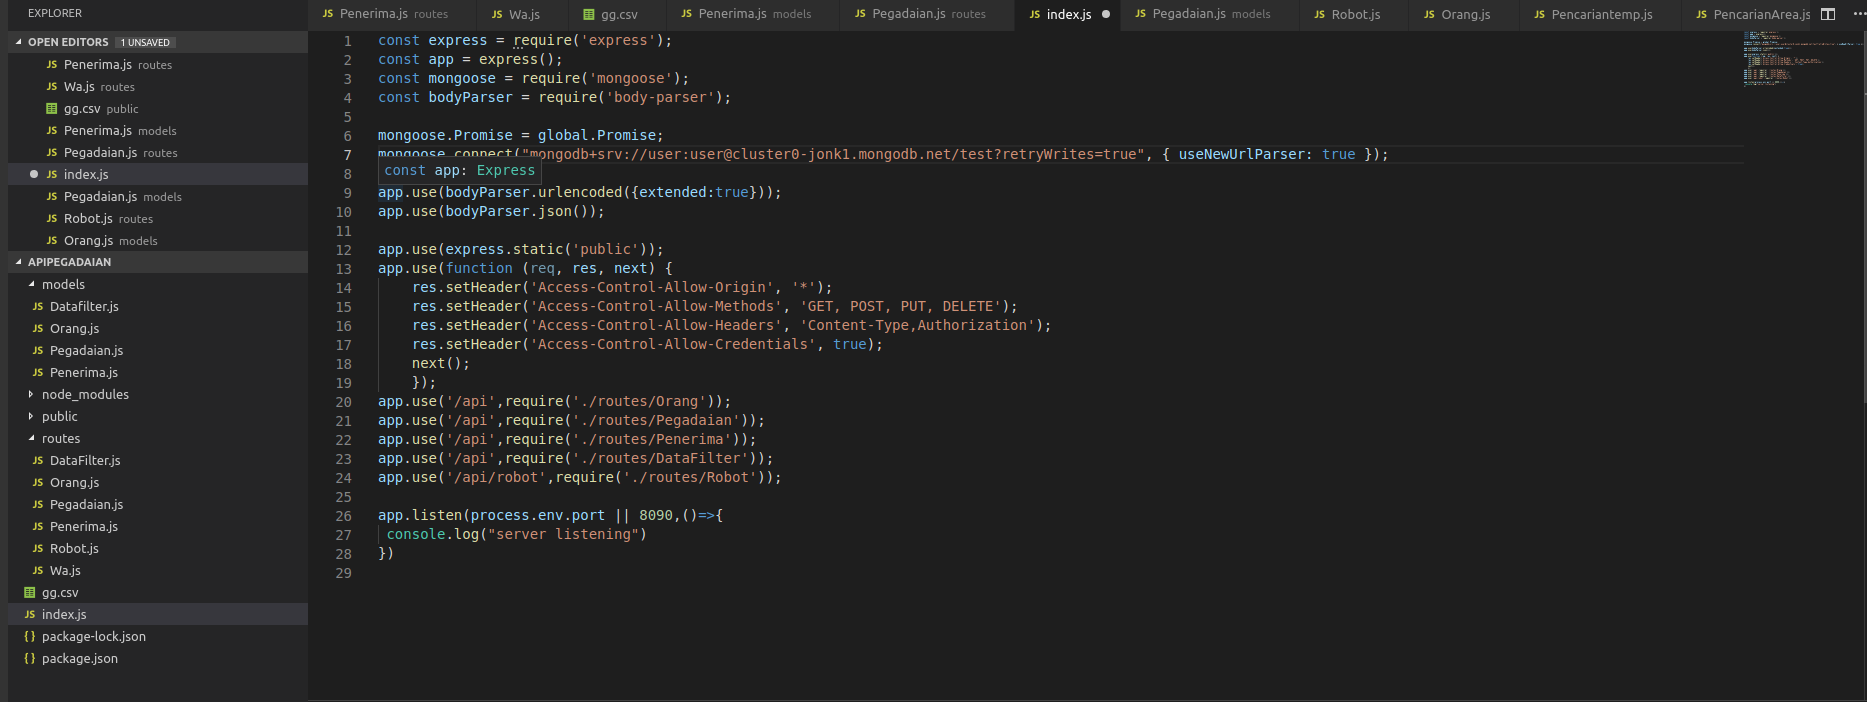 EXPLORER
OPEN EDITORS 1 UNSAVED
JS Penerima.js routes
JS Wa.js routes
gg.csv public
JS Penerima.js models
JS Pegadaian.js routes
JS index.js
JS Pegadaian.js models
JS Robot.js routes
JS Orang.js models
APIPEGADAIAN
models
JS Datafilter.js
JS Orang.js
JS Pegadaian.js
JS Penerima.js
node_modules
public
routes
JS DataFilter.js
JS Orang.js
JS Pegadaian.js
JS Penerima.js
JS Robot.js
JS Wa.js
gg.csv
JS index.js
{ } package-lock.json
{ } package.json
JS Penerima.js routes JS Wa.js gg.csv JS Penerima.js models JS Pegadaian.js routes JS index.js JS Pegadaian.js models JS Robot.js JS Orang.js JS Pencariantemp.js JS PencarianArea.js
1 const express = require('express');
2 const app = express();
3 const mongoose = require('mongoose');
4 const bodyParser = require('body-parser');
5
6 mongoose.Promise = global.Promise;
7 mongoose.connect("mongodb+srv://user:user@cluster0-jonk1.mongodb.net/test?retryWrites=true", { useNewUrlParser: true });
8 const app: Express
9 app.use(bodyParser.urlencoded({extended:true}));
10 app.use(bodyParser.json());
11
12 app.use(express.static('public'));
13 app.use(function (req, res, next) {
14 res.setHeader('Access-Control-Allow-Origin', '*');
15 res.setHeader('Access-Control-Allow-Methods', 'GET, POST, PUT, DELETE');
16 res.setHeader('Access-Control-Allow-Headers', 'Content-Type,Authorization');
17 res.setHeader('Access-Control-Allow-Credentials', true);
18 next();
19 });
20 app.use('/api',require('./routes/Orang'));
21 app.use('/api',require('./routes/Pegadaian'));
22 app.use('/api',require('./routes/Penerima'));
23 app.use('/api',require('./routes/DataFilter'));
24 app.use('/api/robot',require('./routes/Robot'));
25
26 app.listen(process.env.port || 8090,()=>{
27 console.log("server listening")
28 })
29